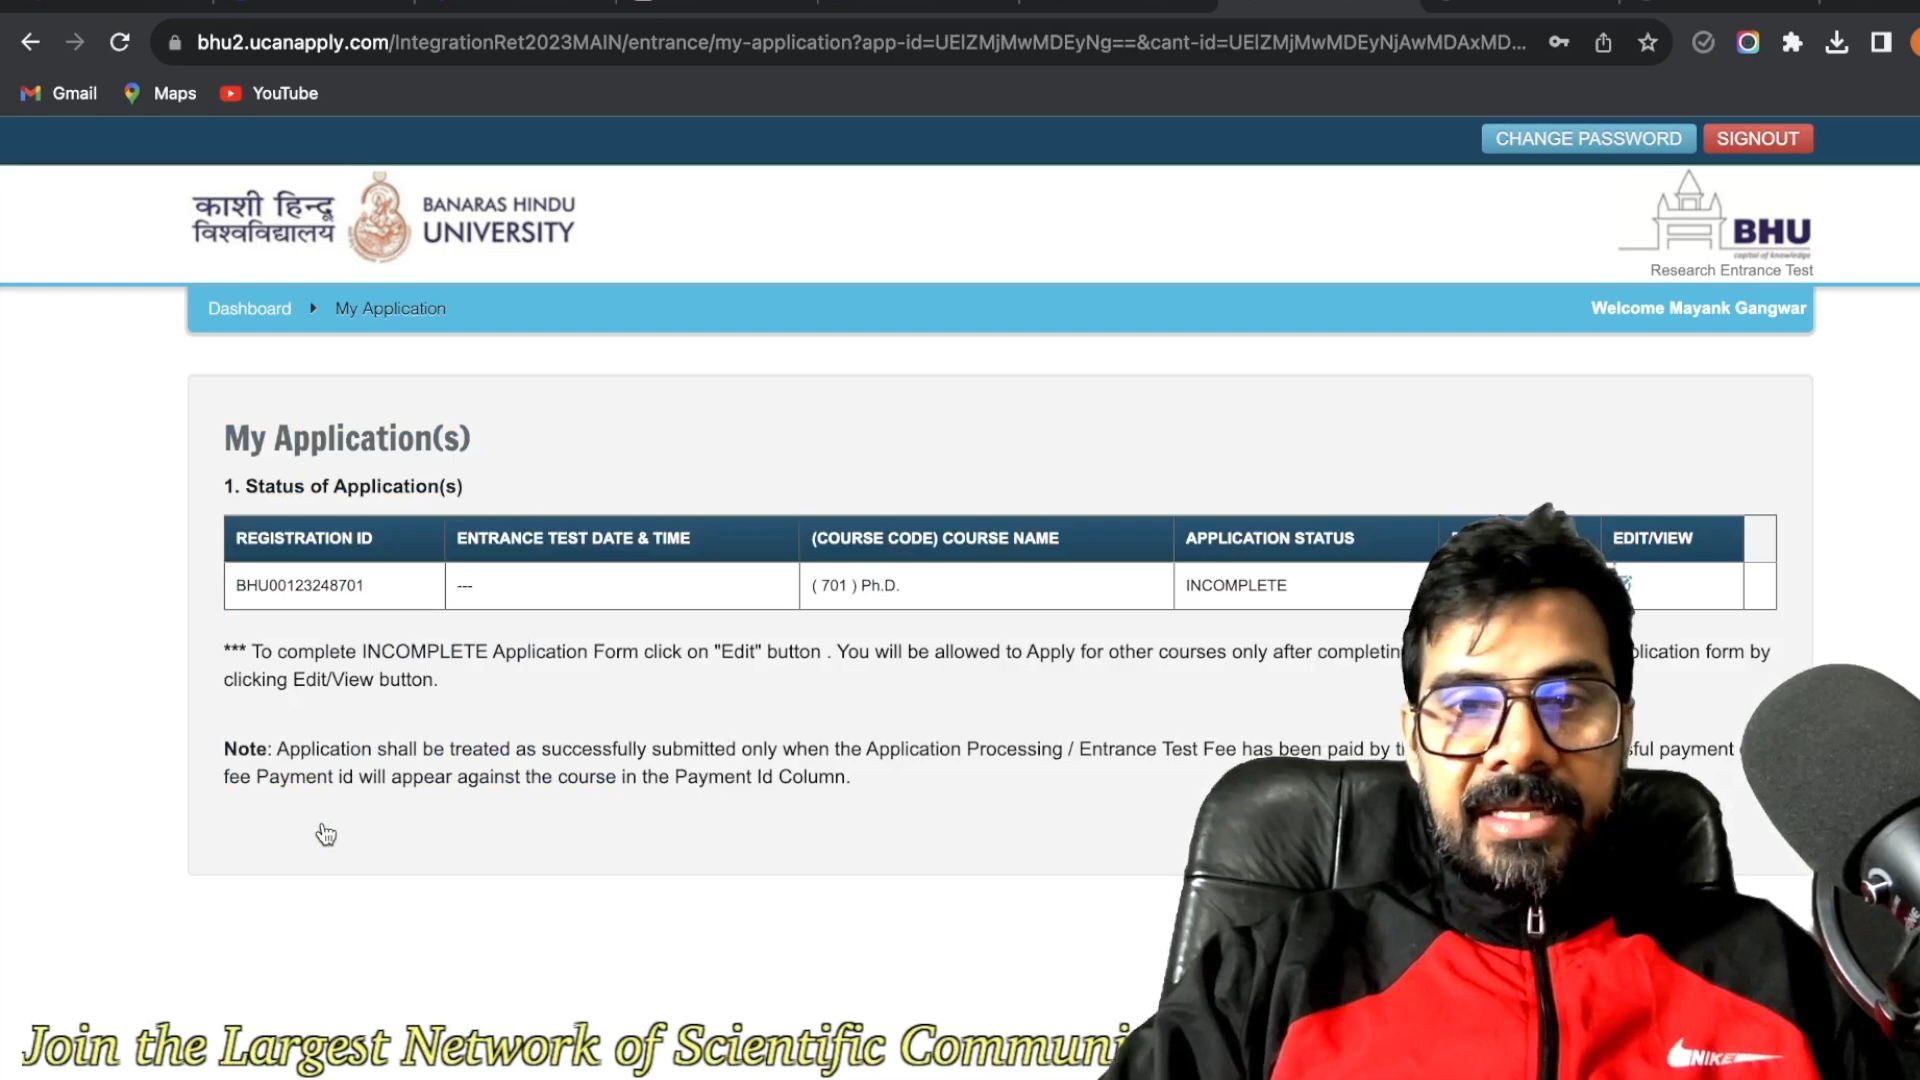 bhu2.ucanapply.com/IntegrationRet2023MAIN/entrance/my-application?app-id=UElZMjMwMDEyNg==&cant-id=UElZMjMwMDEyNjAwMDAxMD...
Gmail Maps YouTube
CHANGE PASSWORD SIGNOUT
काशी हिन्दू
विश्वविद्यालय
BANARAS HINDU
UNIVERSITY
BHU
capital of knowledge
Research Entrance Test
Dashboard My Application Welcome Mayank Gangwar
My Application(s)
1. Status of Application(s)
REGISTRATION ID ENTRANCE TEST DATE & TIME (COURSE CODE) COURSE NAME APPLICATION STATUS EDIT/VIEW
BHU00123248701 --- ( 701 ) Ph.D. INCOMPLETE
*** To complete INCOMPLETE Application Form click on "Edit" button . You will be allowed to Apply for other courses only after completin plication form by
clicking Edit/View button.
Note: Application shall be treated as successfully submitted only when the Application Processing / Entrance Test Fee has been paid by t sful payment
fee Payment id will appear against the course in the Payment Id Column.
NIKE
Join the Largest Network of Scientific Communi